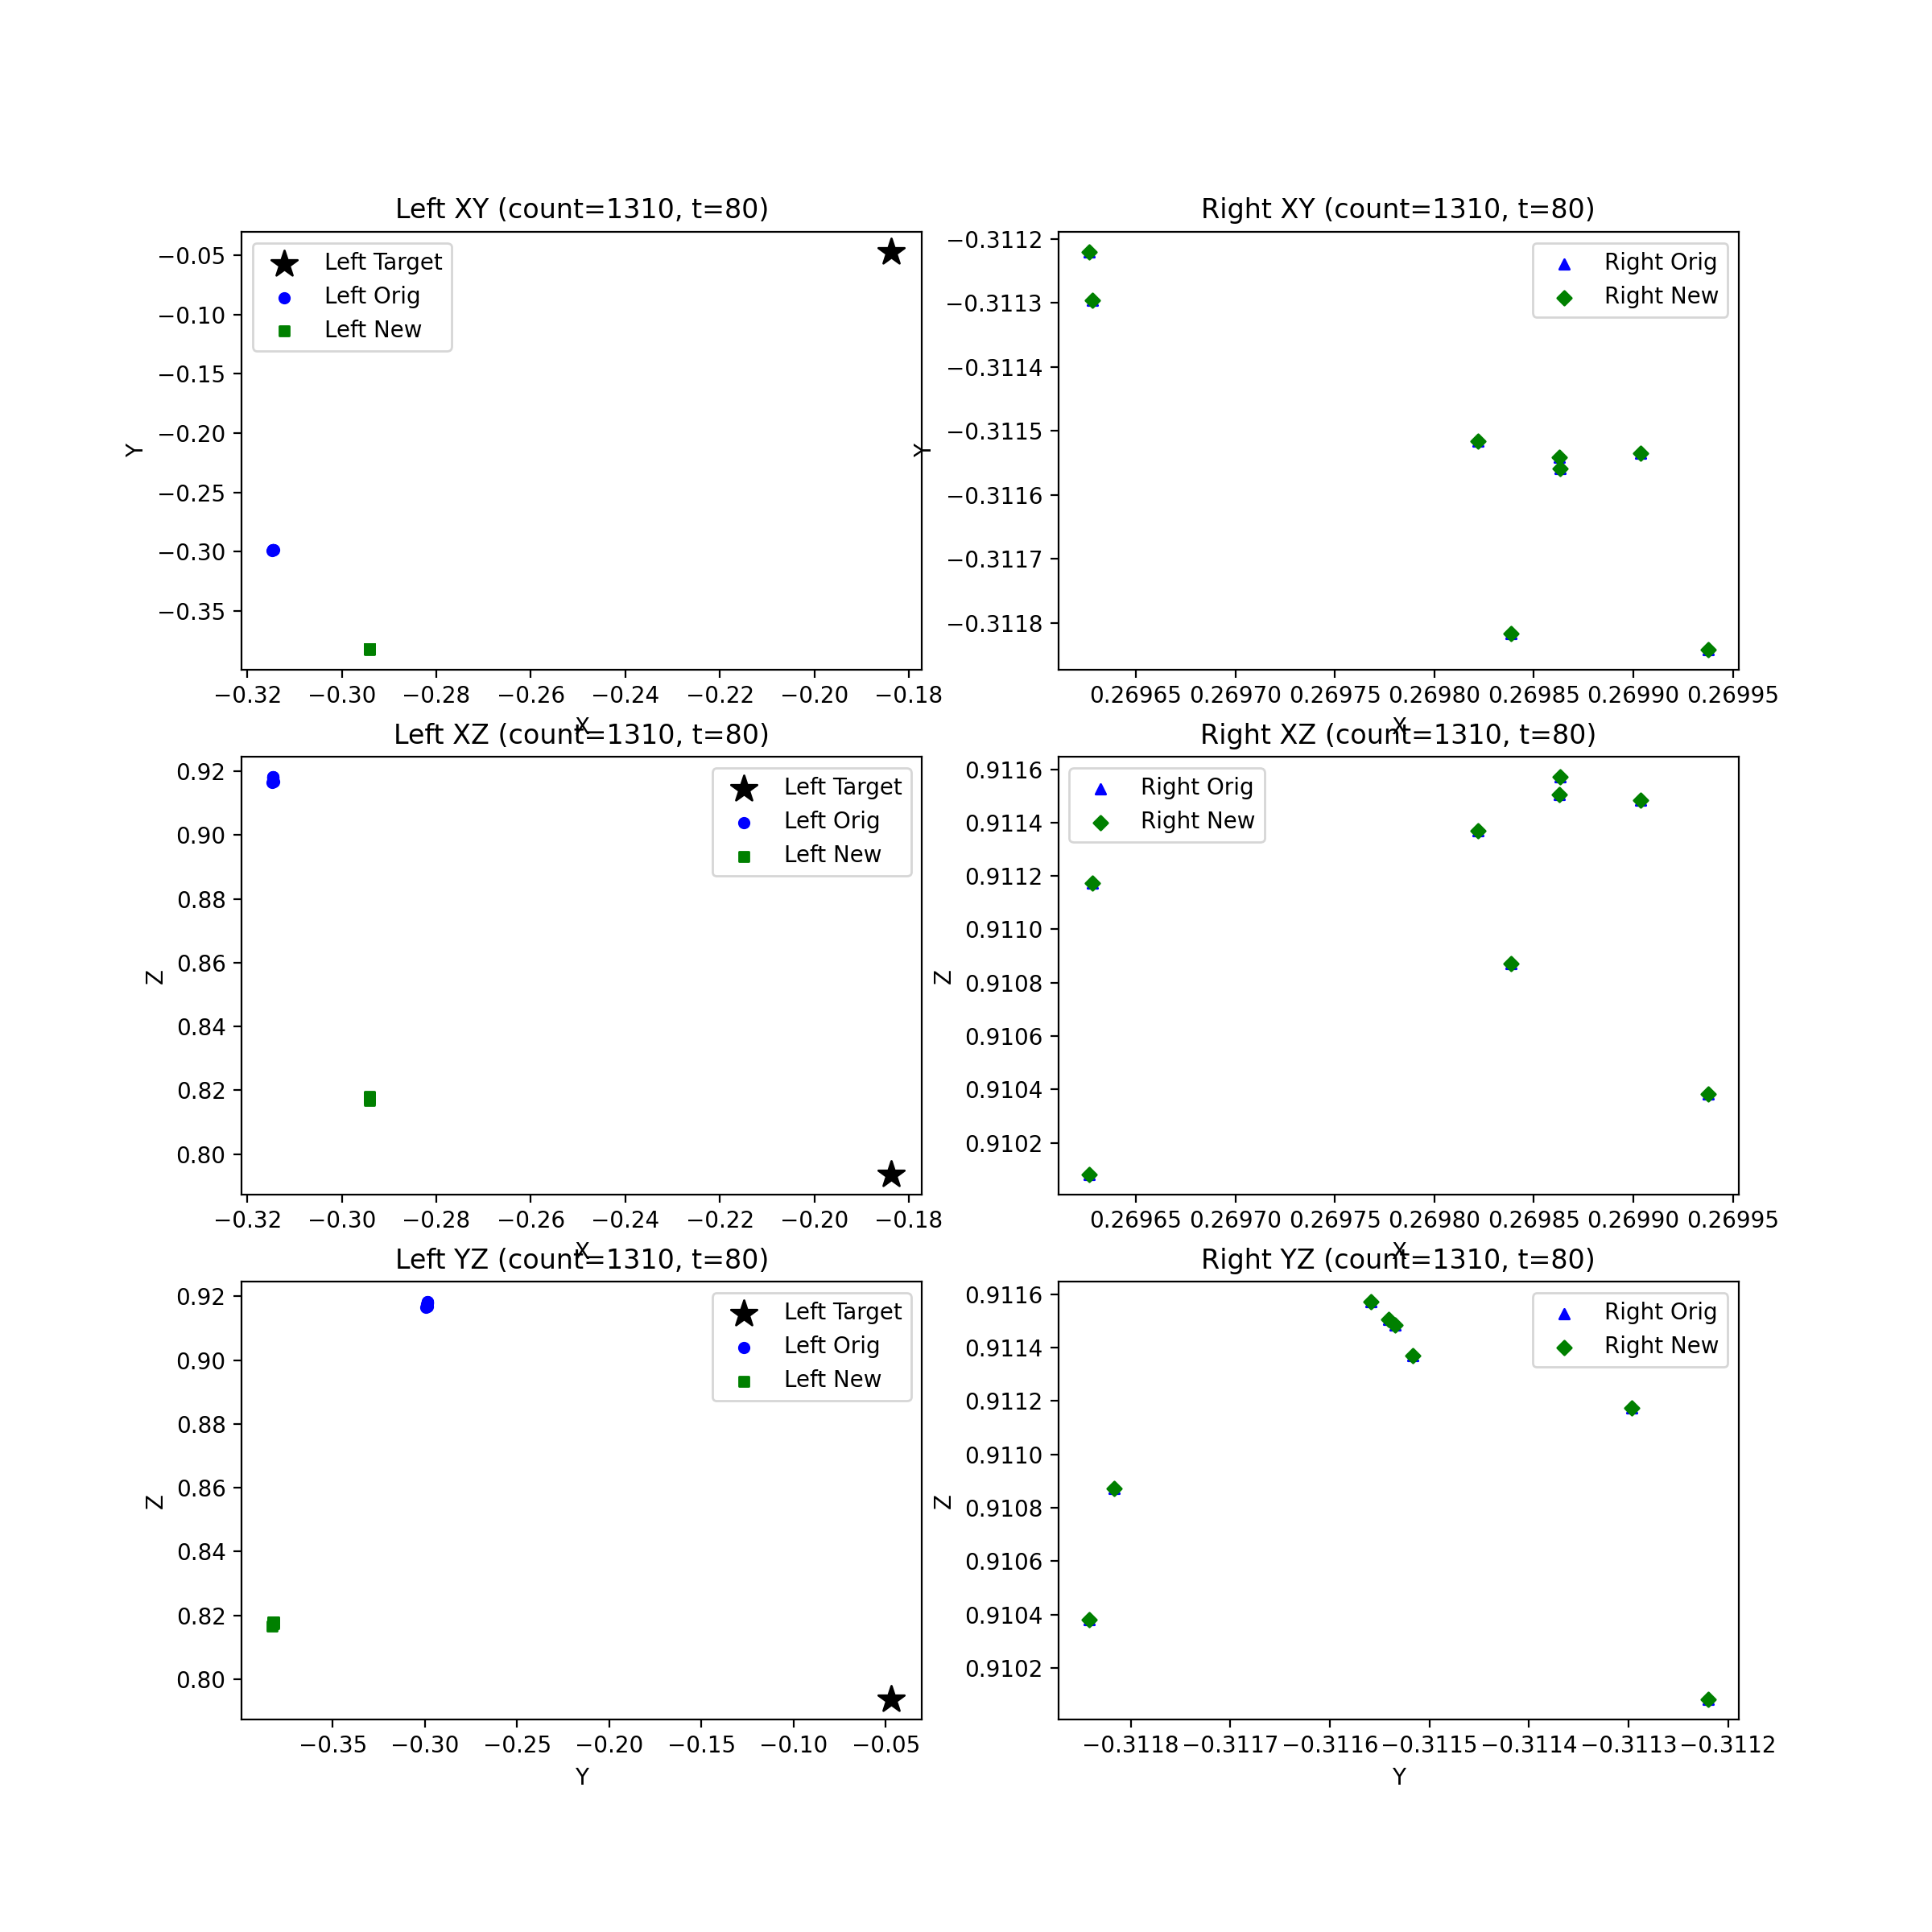 Left XY (count=1310, t=80)
Left Target
Left Orig
Left New
−0.05
−0.10
−0.15
−0.20
−0.25
−0.30
−0.35
Y
−0.32 −0.30 −0.28 −0.26 −0.24 −0.22 −0.20 −0.18
X
Right XY (count=1310, t=80)
Right Orig
Right New
−0.3112
−0.3113
−0.3114
−0.3115
−0.3116
−0.3117
−0.3118
Y
0.26965 0.26970 0.26975 0.26980 0.26985 0.26990 0.26995
X
Left XZ (count=1310, t=80)
Left Target
Left Orig
Left New
0.92
0.90
0.88
0.86
0.84
0.82
0.80
Z
−0.32 −0.30 −0.28 −0.26 −0.24 −0.22 −0.20 −0.18
X
Right XZ (count=1310, t=80)
Right Orig
Right New
0.9116
0.9114
0.9112
0.9110
0.9108
0.9106
0.9104
0.9102
Z
0.26965 0.26970 0.26975 0.26980 0.26985 0.26990 0.26995
X
Left YZ (count=1310, t=80)
Left Target
Left Orig
Left New
0.92
0.90
0.88
0.86
0.84
0.82
0.80
Z
−0.35 −0.30 −0.25 −0.20 −0.15 −0.10 −0.05
Y
Right YZ (count=1310, t=80)
Right Orig
Right New
0.9116
0.9114
0.9112
0.9110
0.9108
0.9106
0.9104
0.9102
Z
−0.3118 −0.3117 −0.3116 −0.3115 −0.3114 −0.3113 −0.3112
Y